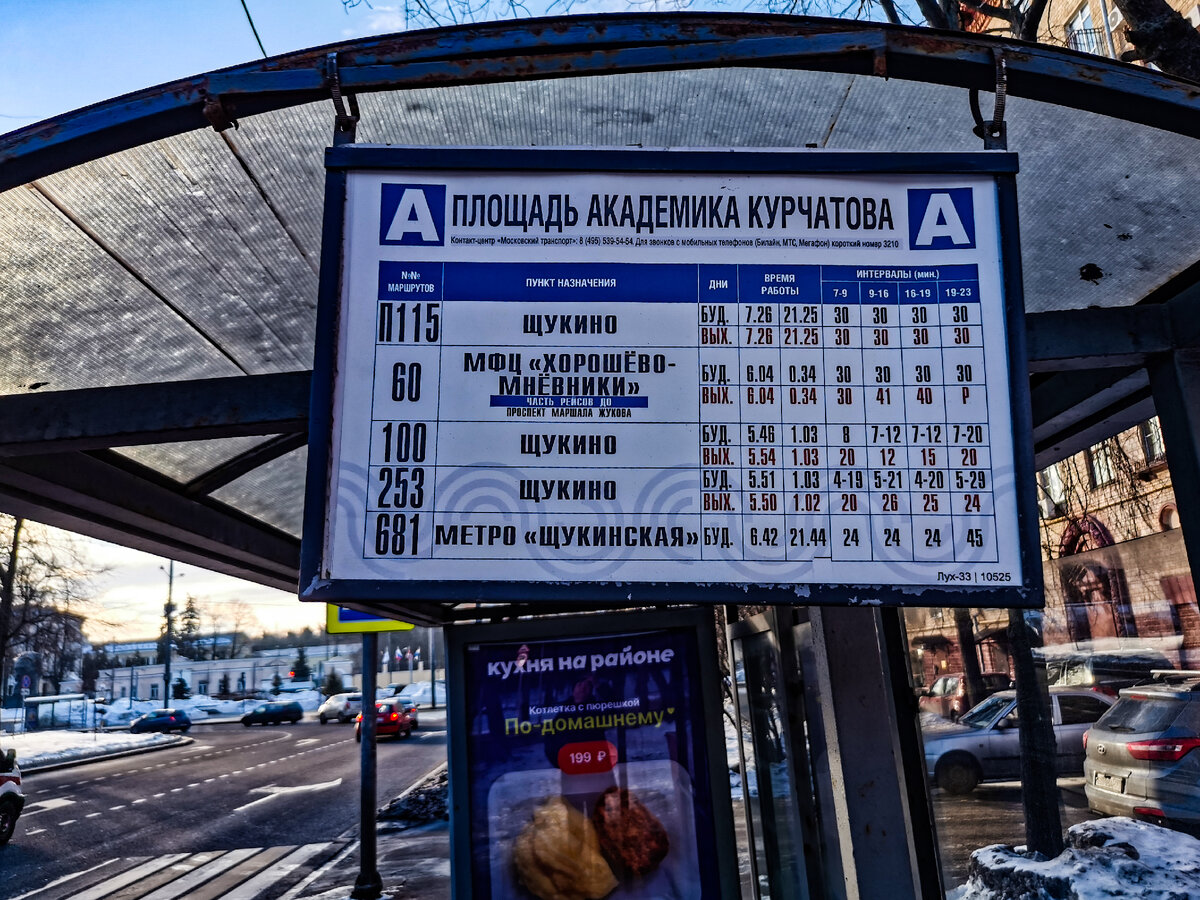 А ПЛОЩАДЬ АКАДЕМИКА КУРЧАТОВА А
Контакт-центр «Московский транспорт»: 8 (495) 539-54-54. Для звонков с мобильных телефонов (Билайн, МТС, Мегафон) короткий номер 3210
№№ МАРШРУТОВ ПУНКТ НАЗНАЧЕНИЯ ДНИ ВРЕМЯ РАБОТЫ ИНТЕРВАЛЫ (мин.)
7-9 9-16 16-19 19-23
П115 ЩУКИНО БУД. 7.26 21.25 30 30 30 30
ВЫХ. 7.26 21.25 30 30 30 30
60 МФЦ «ХОРОШЁВО-
МНЁВНИКИ» БУД. 6.04 0.34 30 30 30 30
ЧАСТЬ РЕЙСОВ ДО ВЫХ. 6.04 0.34 30 41 40 Р
ПРОСПЕКТ МАРШАЛА ЖУКОВА
100 ЩУКИНО БУД. 5.46 1.03 8 7-12 7-12 7-20
ВЫХ. 5.54 1.03 20 12 15 20
253 ЩУКИНО БУД. 5.51 1.03 4-19 5-21 4-20 5-29
ВЫХ. 5.50 1.02 20 26 25 24
681 МЕТРО «ЩУКИНСКАЯ» БУД. 6.42 21.44 24 24 24 45
Лух-33 | 10525
кухня на районе
Котлетка с пюрешкой
По-домашнему
199 ₽